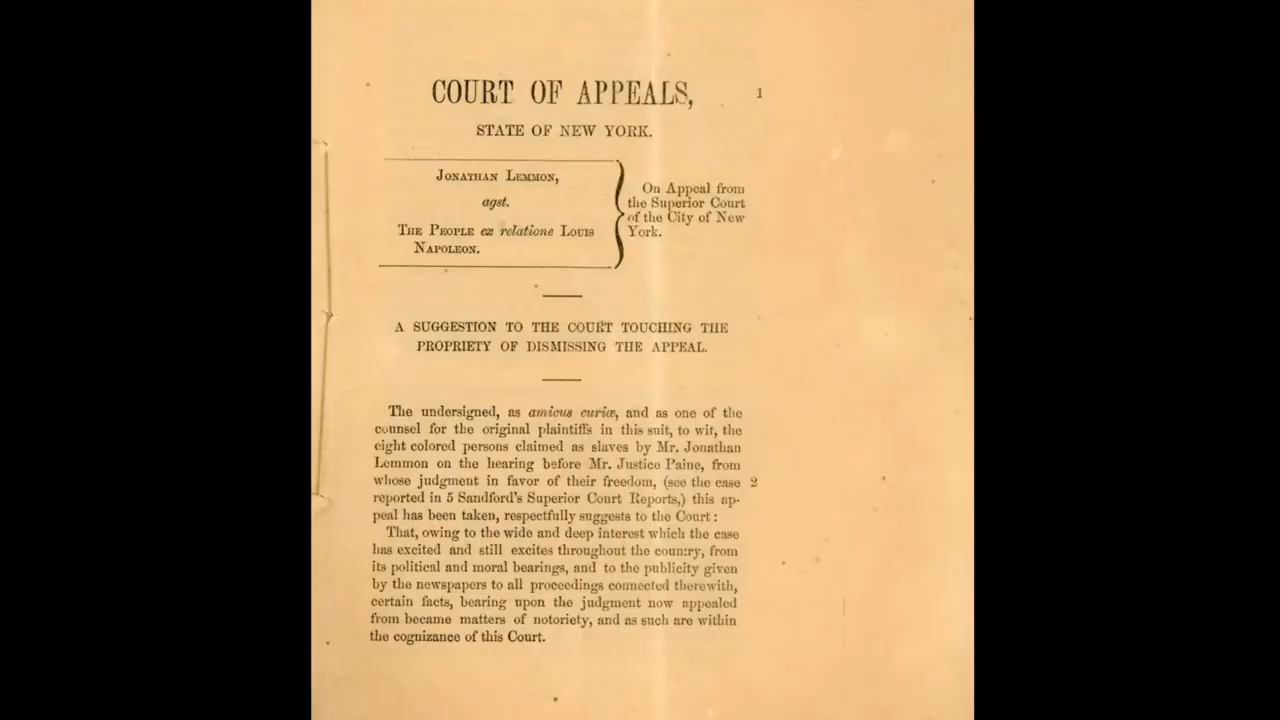 COURT OF APPEALS,
1
STATE OF NEW YORK.
JONATHAN LEMMON,
agst.
THE PEOPLE ex relatione LOUIS
NAPOLEON.
On Appeal from
the Superior Court
of the City of New
York.
A SUGGESTION TO THE COURT TOUCHING THE
PROPRIETY OF DISMISSING THE APPEAL.
The undersigned, as amicus curiæ, and as one of the
counsel for the original plaintiffs in this suit, to wit, the
eight colored persons claimed as slaves by Mr. Jonathan
Lemmon on the hearing before Mr. Justice Paine, from
whose judgment in favor of their freedom, (see the case 2
reported in 5 Sandford's Superior Court Reports,) this ap-
peal has been taken, respectfully suggests to the Court :
That, owing to the wide and deep interest which the case
has excited and still excites throughout the country, from
its political and moral bearings, and to the publicity given
by the newspapers to all proceedings connected therewith,
certain facts, bearing upon the judgment now appealed
from became matters of notoriety, and as such are within
the cognizance of this Court.